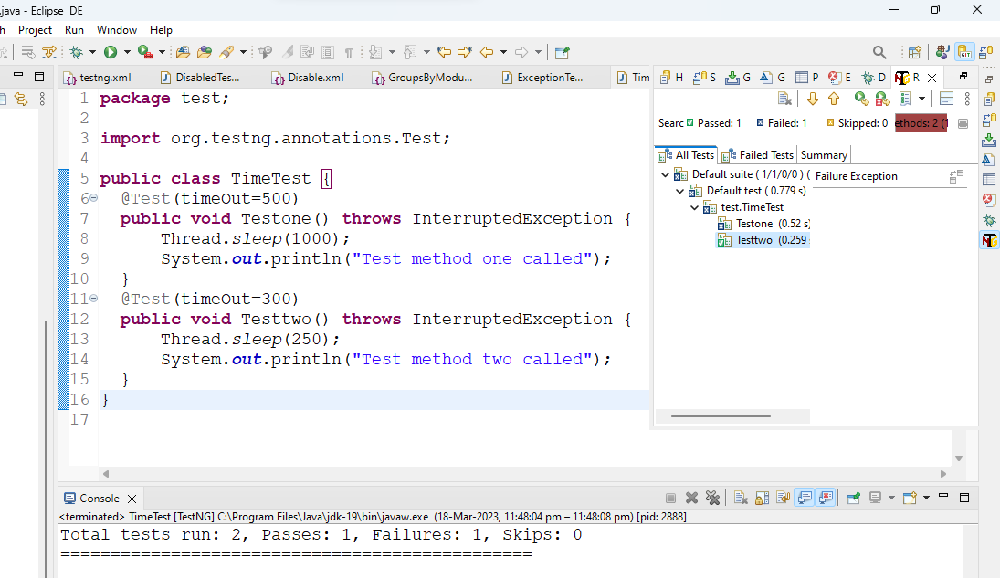 .java - Eclipse IDE
h Project Run Window Help
testng.xml DisabledTes... Disable.xml GroupsByModu... ExceptionTe... Tim H S G G P E D R
1 package test;
2
3 import org.testng.annotations.Test;
4
5 public class TimeTest {
6 @Test(timeOut=500)
7 public void Testone() throws InterruptedException {
8 Thread.sleep(1000);
9 System.out.println("Test method one called");
10 }
11 @Test(timeOut=300)
12 public void Testtwo() throws InterruptedException {
13 Thread.sleep(250);
14 System.out.println("Test method two called");
15 }
16 }
17
Searc Passed: 1 Failed: 1 Skipped: 0 ethods: 2 (1
All Tests Failed Tests Summary
Default suite ( 1/1/0/0 ) ( Failure Exception
Default test ( 0.779 s)
test.TimeTest
Testone (0.52 s)
Testtwo (0.259
Console
<terminated> TimeTest [TestNG] C:\Program Files\Java\jdk-19\bin\javaw.exe (18-Mar-2023, 11:48:04 pm – 11:48:08 pm) [pid: 2888]
Total tests run: 2, Passes: 1, Failures: 1, Skips: 0
===============================================